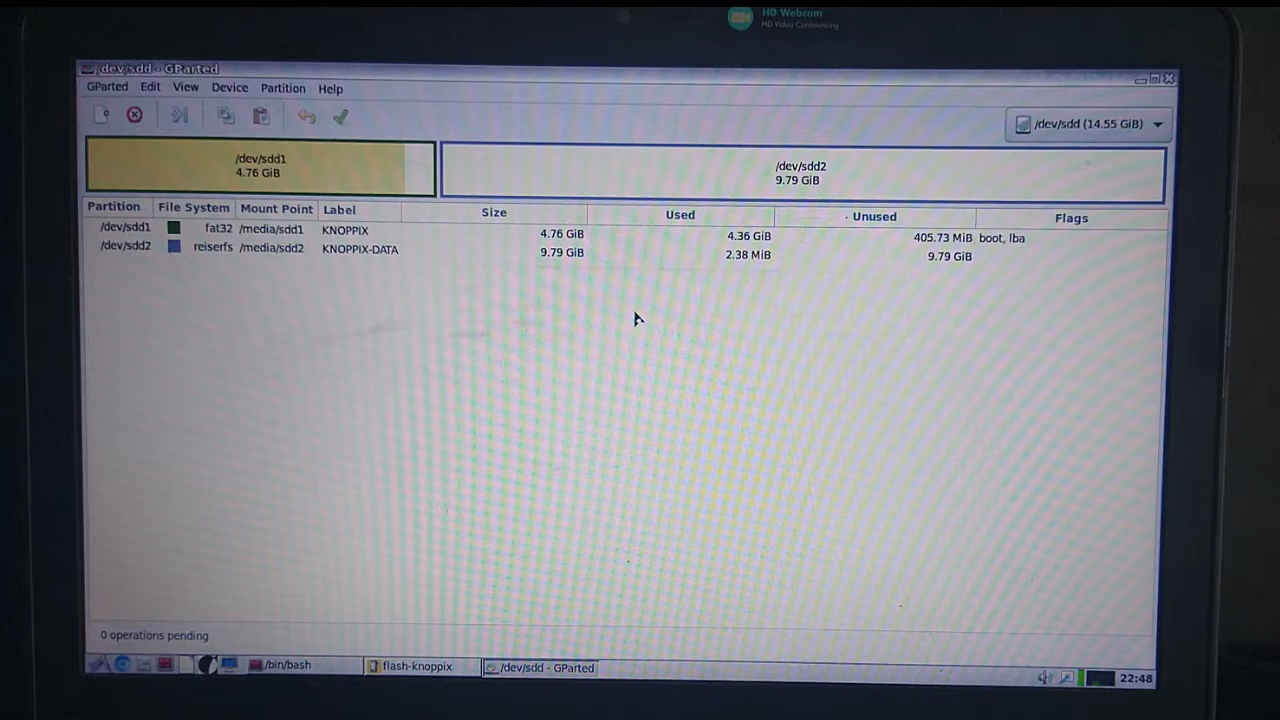 HD Webcam
HD Video Conferencing
/dev/sdd - GParted
GParted Edit View Device Partition Help
/dev/sdd (14.55 GiB)
/dev/sdd1
4.76 GiB
/dev/sdd2
9.79 GiB
Partition File System Mount Point Label Size Used Unused Flags
/dev/sdd1 fat32 /media/sdd1 KNOPPIX 4.76 GiB 4.36 GiB 405.73 MiB boot, lba
/dev/sdd2 reiserfs /media/sdd2 KNOPPIX-DATA 9.79 GiB 2.38 MiB 9.79 GiB
0 operations pending
/bin/bash flash-knoppix /dev/sdd - GParted 22:48